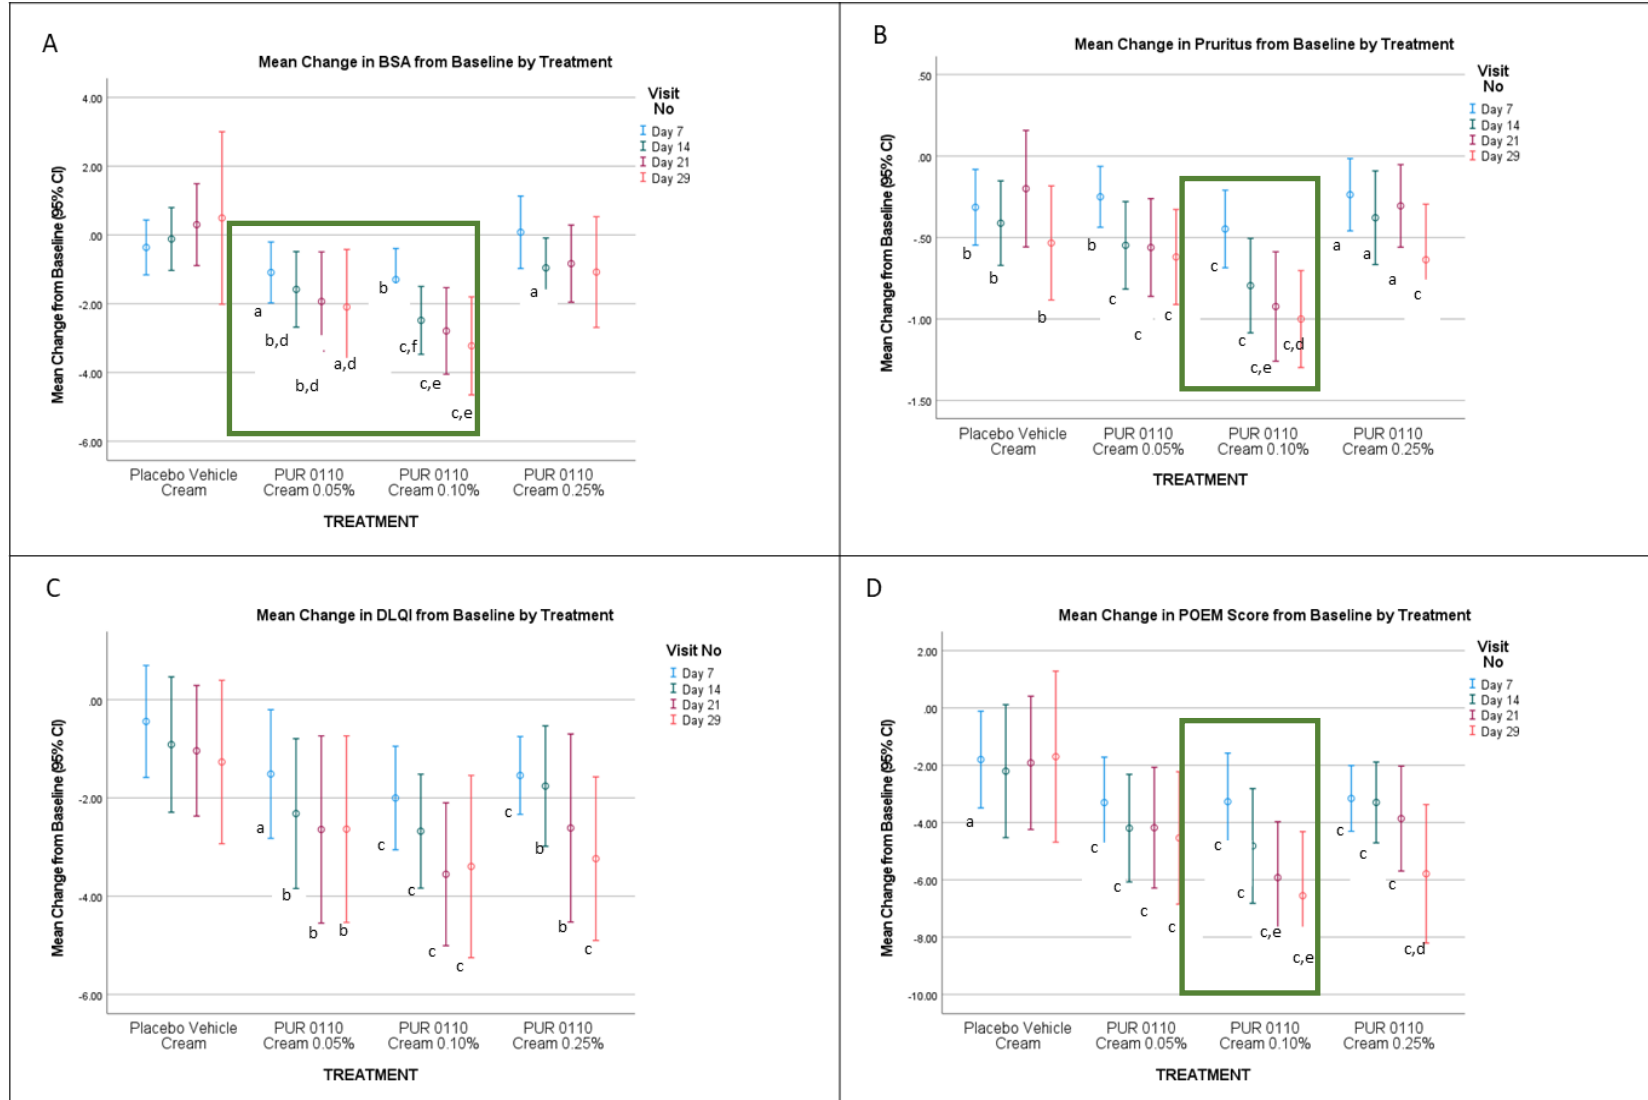 A
Mean Change in BSA from Baseline by Treatment
Mean Change from Baseline (95% CI)
4.00
2.00
.00
-2.00
-4.00
-6.00
Visit
No
Day 7
Day 14
Day 21
Day 29
a
b,d
b,d
a,d
b
c,f
c,e
c,e
a
Placebo Vehicle
Cream
PUR 0110
Cream 0.05%
PUR 0110
Cream 0.10%
PUR 0110
Cream 0.25%
TREATMENT
B
Mean Change in Pruritus from Baseline by Treatment
Mean Change from Baseline (95% CI)
.50
.00
-.50
-1.00
-1.50
Visit
No
Day 7
Day 14
Day 21
Day 29
b
b
b
b
c
c
c
c
c
c,e
c,d
a
a
a
c
Placebo Vehicle
Cream
PUR 0110
Cream 0.05%
PUR 0110
Cream 0.10%
PUR 0110
Cream 0.25%
TREATMENT
C
Mean Change in DLQI from Baseline by Treatment
Mean Change from Baseline (95% CI)
.00
-2.00
-4.00
-6.00
Visit No
Day 7
Day 14
Day 21
Day 29
a
b
b
b
c
c
c
c
c
b
b
c
Placebo Vehicle
Cream
PUR 0110
Cream 0.05%
PUR 0110
Cream 0.10%
PUR 0110
Cream 0.25%
TREATMENT
D
Mean Change in POEM Score from Baseline by Treatment
Mean Change from Baseline (95% CI)
2.00
.00
-2.00
-4.00
-6.00
-8.00
-10.00
Visit
No
Day 7
Day 14
Day 21
Day 29
a
c
c
c
c
c
c
c,e
c,e
c
c
c
c,d
Placebo Vehicle
Cream
PUR 0110
Cream 0.05%
PUR 0110
Cream 0.10%
PUR 0110
Cream 0.25%
TREATMENT